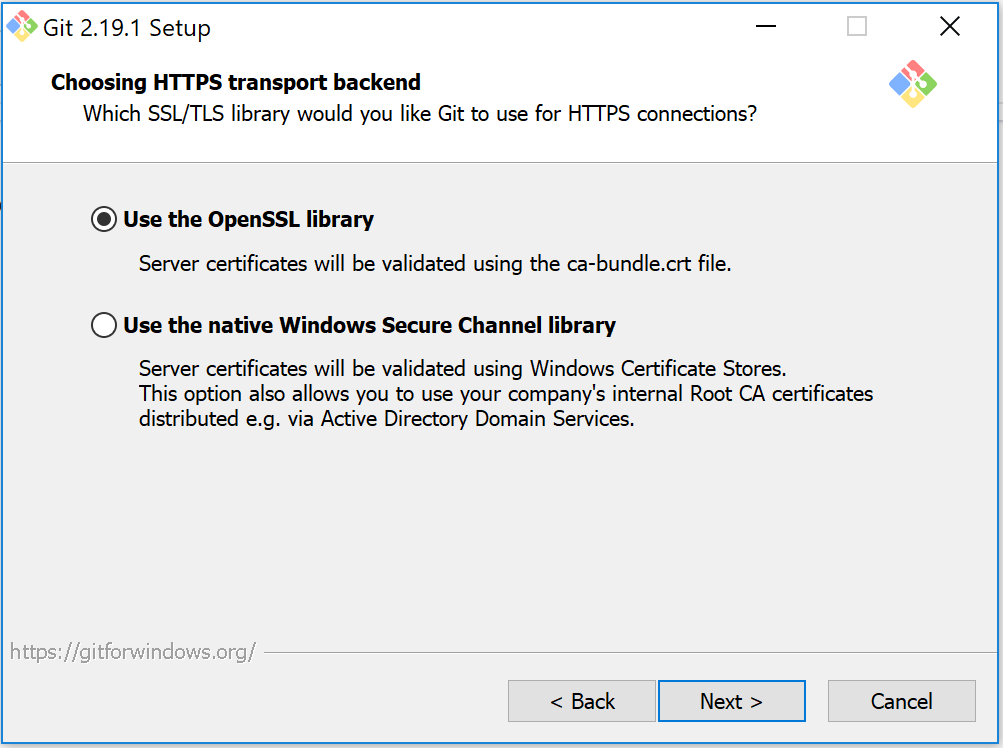 Git 2.19.1 Setup
Choosing HTTPS transport backend
Which SSL/TLS library would you like Git to use for HTTPS connections?
Use the OpenSSL library
Server certificates will be validated using the ca-bundle.crt file.
Use the native Windows Secure Channel library
Server certificates will be validated using Windows Certificate Stores.
This option also allows you to use your company's internal Root CA certificates
distributed e.g. via Active Directory Domain Services.
https://gitforwindows.org/
< Back Next > Cancel